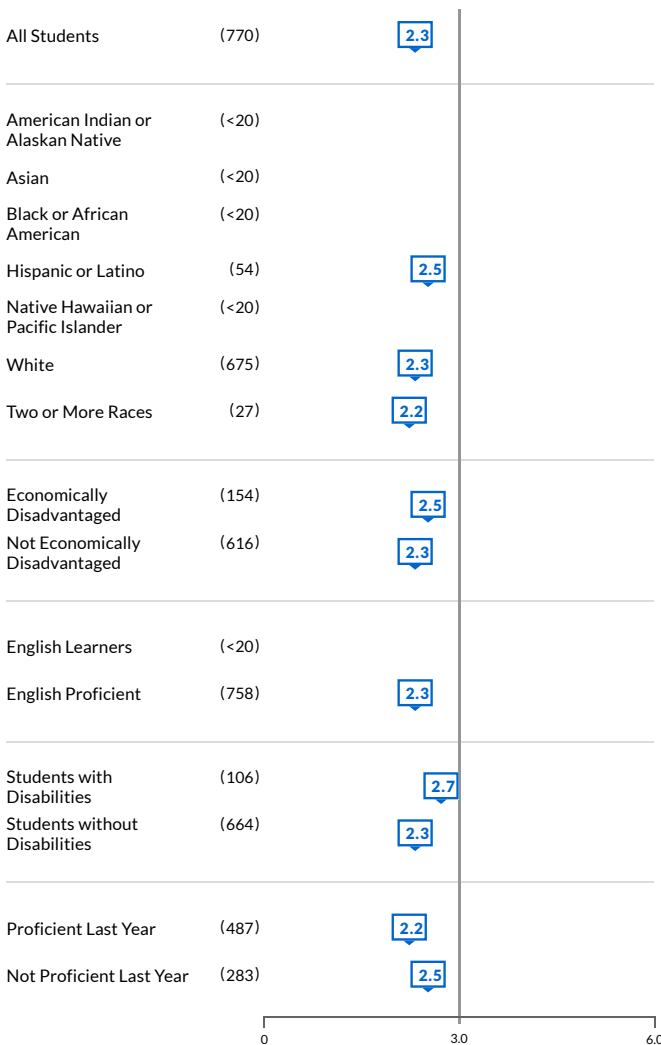 All Students (770) 2.3
American Indian or (<20)
Alaskan Native
Asian (<20)
Black or African (<20)
American
Hispanic or Latino (54) 2.5
Native Hawaiian or (<20)
Pacific Islander
White (675) 2.3
Two or More Races (27) 2.2
Economically (154) 2.5
Disadvantaged
Not Economically (616) 2.3
Disadvantaged
English Learners (<20)
English Proficient (758) 2.3
Students with (106) 2.7
Disabilities
Students without (664) 2.3
Disabilities
Proficient Last Year (487) 2.2
Not Proficient Last Year (283) 2.5
0 3.0 6.0